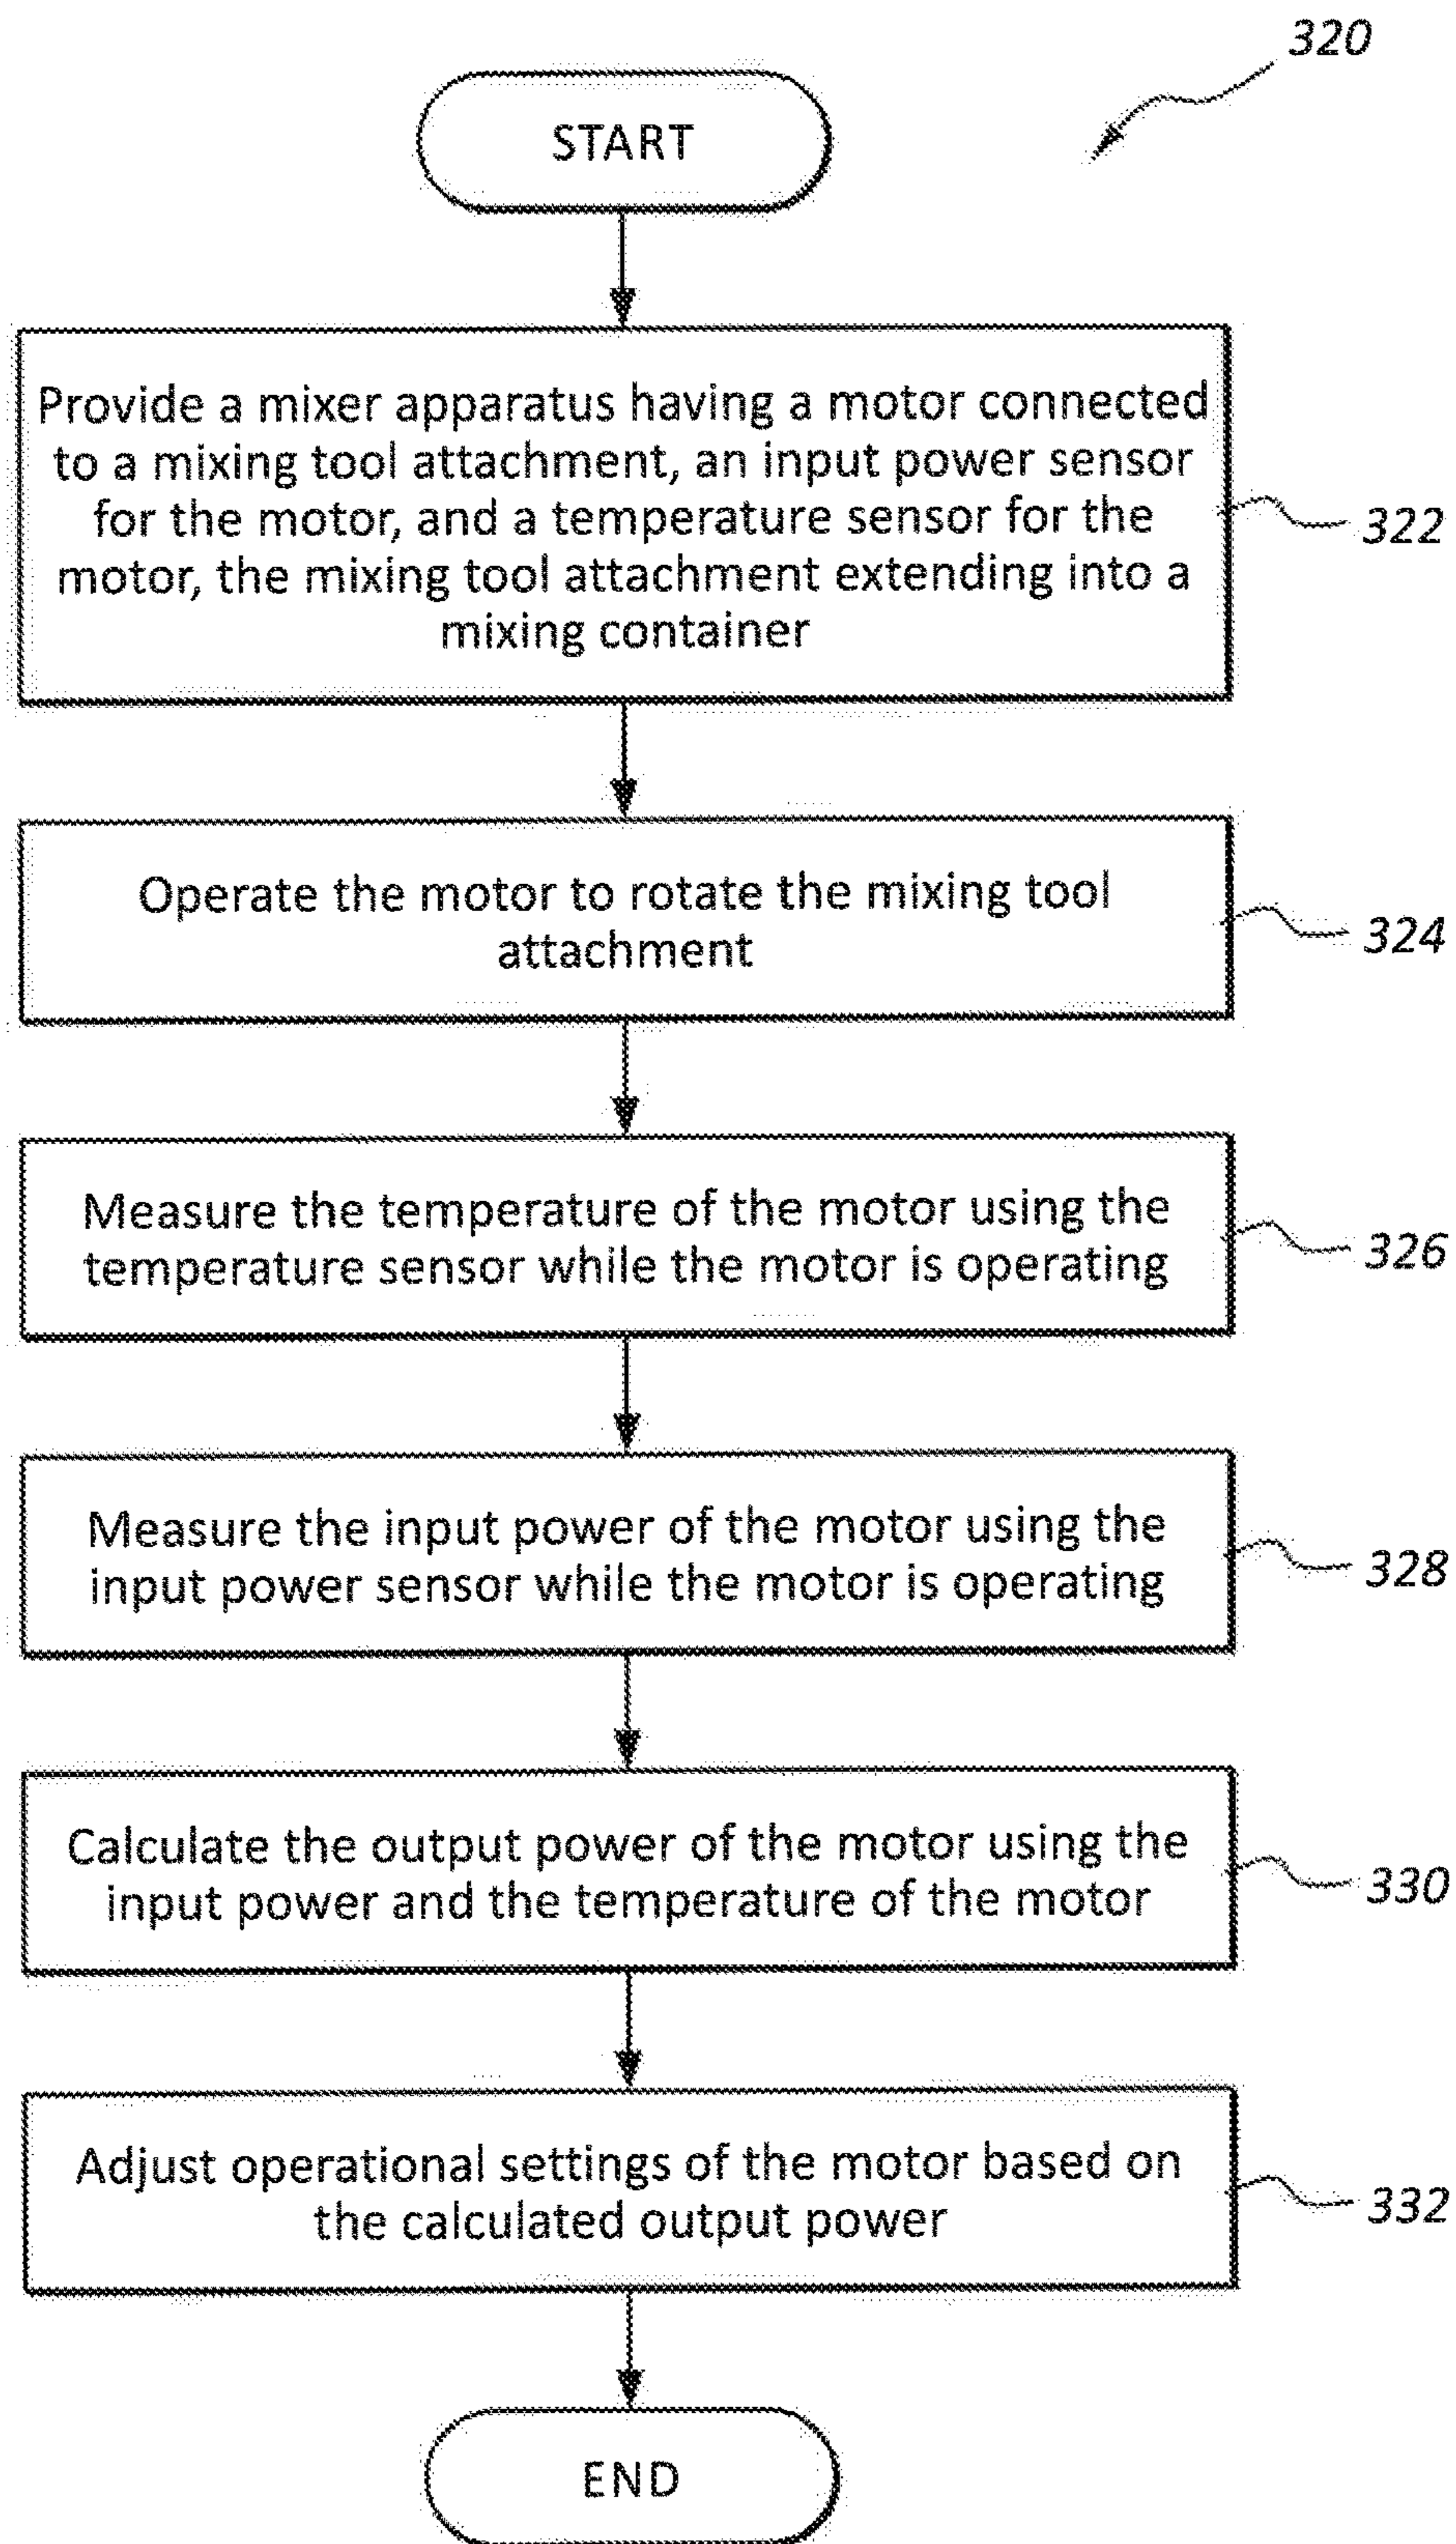 320
START
Provide a mixer apparatus having a motor connected
to a mixing tool attachment, an input power sensor
for the motor, and a temperature sensor for the
motor, the mixing tool attachment extending into a
mixing container
322
Operate the motor to rotate the mixing tool
attachment
324
Measure the temperature of the motor using the
temperature sensor while the motor is operating
326
Measure the input power of the motor using the
input power sensor while the motor is operating
328
Calculate the output power of the motor using the
input power and the temperature of the motor
330
Adjust operational settings of the motor based on
the calculated output power
332
END